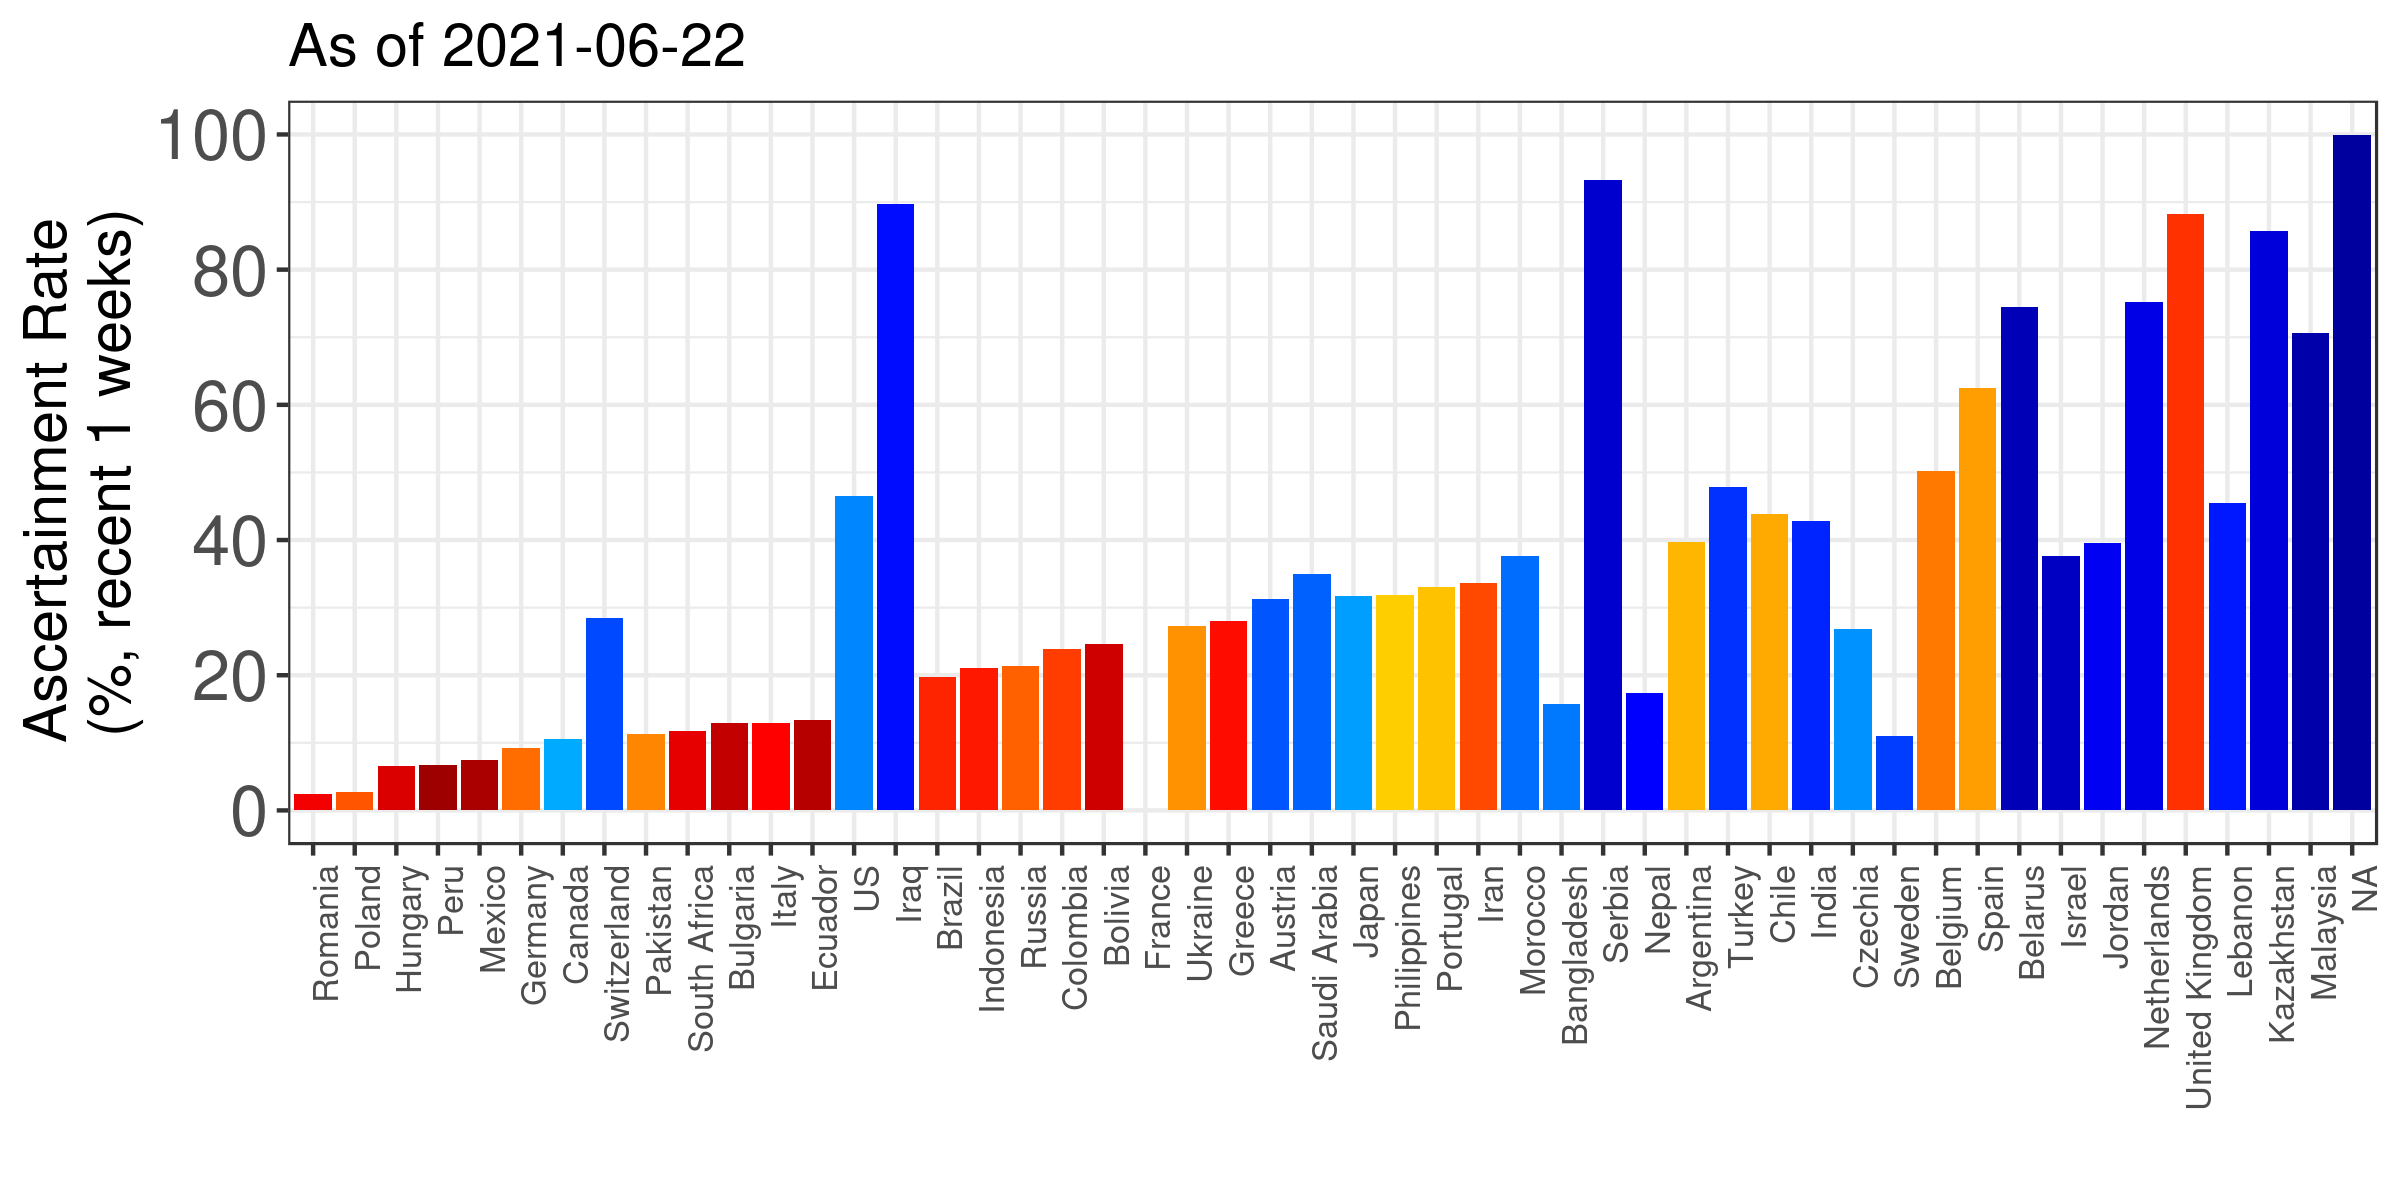 As of 2021-06-22
Ascertainment Rate
(%, recent 1 weeks)
100
80
60
40
20
0
Romania
Poland
Hungary
Peru
Mexico
Germany
Canada
Switzerland
Pakistan
South Africa
Bulgaria
Italy
Ecuador
US
Iraq
Brazil
Indonesia
Russia
Colombia
Bolivia
France
Ukraine
Greece
Austria
Saudi Arabia
Japan
Philippines
Portugal
Iran
Morocco
Bangladesh
Serbia
Nepal
Argentina
Turkey
Chile
India
Czechia
Sweden
Belgium
Spain
Belarus
Israel
Jordan
Netherlands
United Kingdom
Lebanon
Kazakhstan
Malaysia
NA